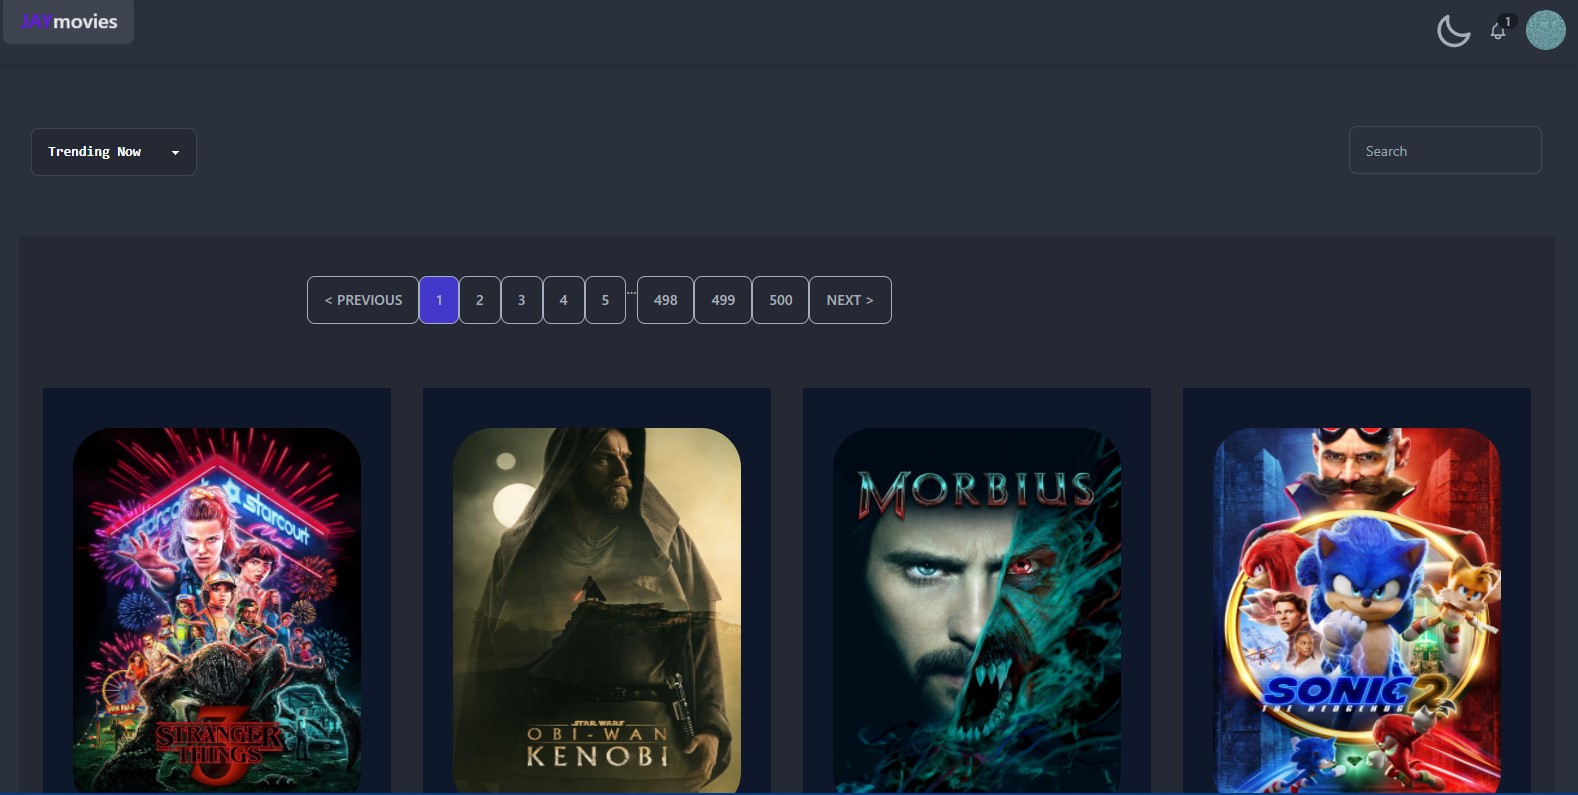 JAYmovies
1
Trending Now
Search
< PREVIOUS 1 2 3 4 5 ... 498 499 500 NEXT >
starcourt
STRANGER
THINGS
3
STAR WARS
OBI-WAN
KENOBI
MORBIUS
SONIC 2
THE HEDGEHOG